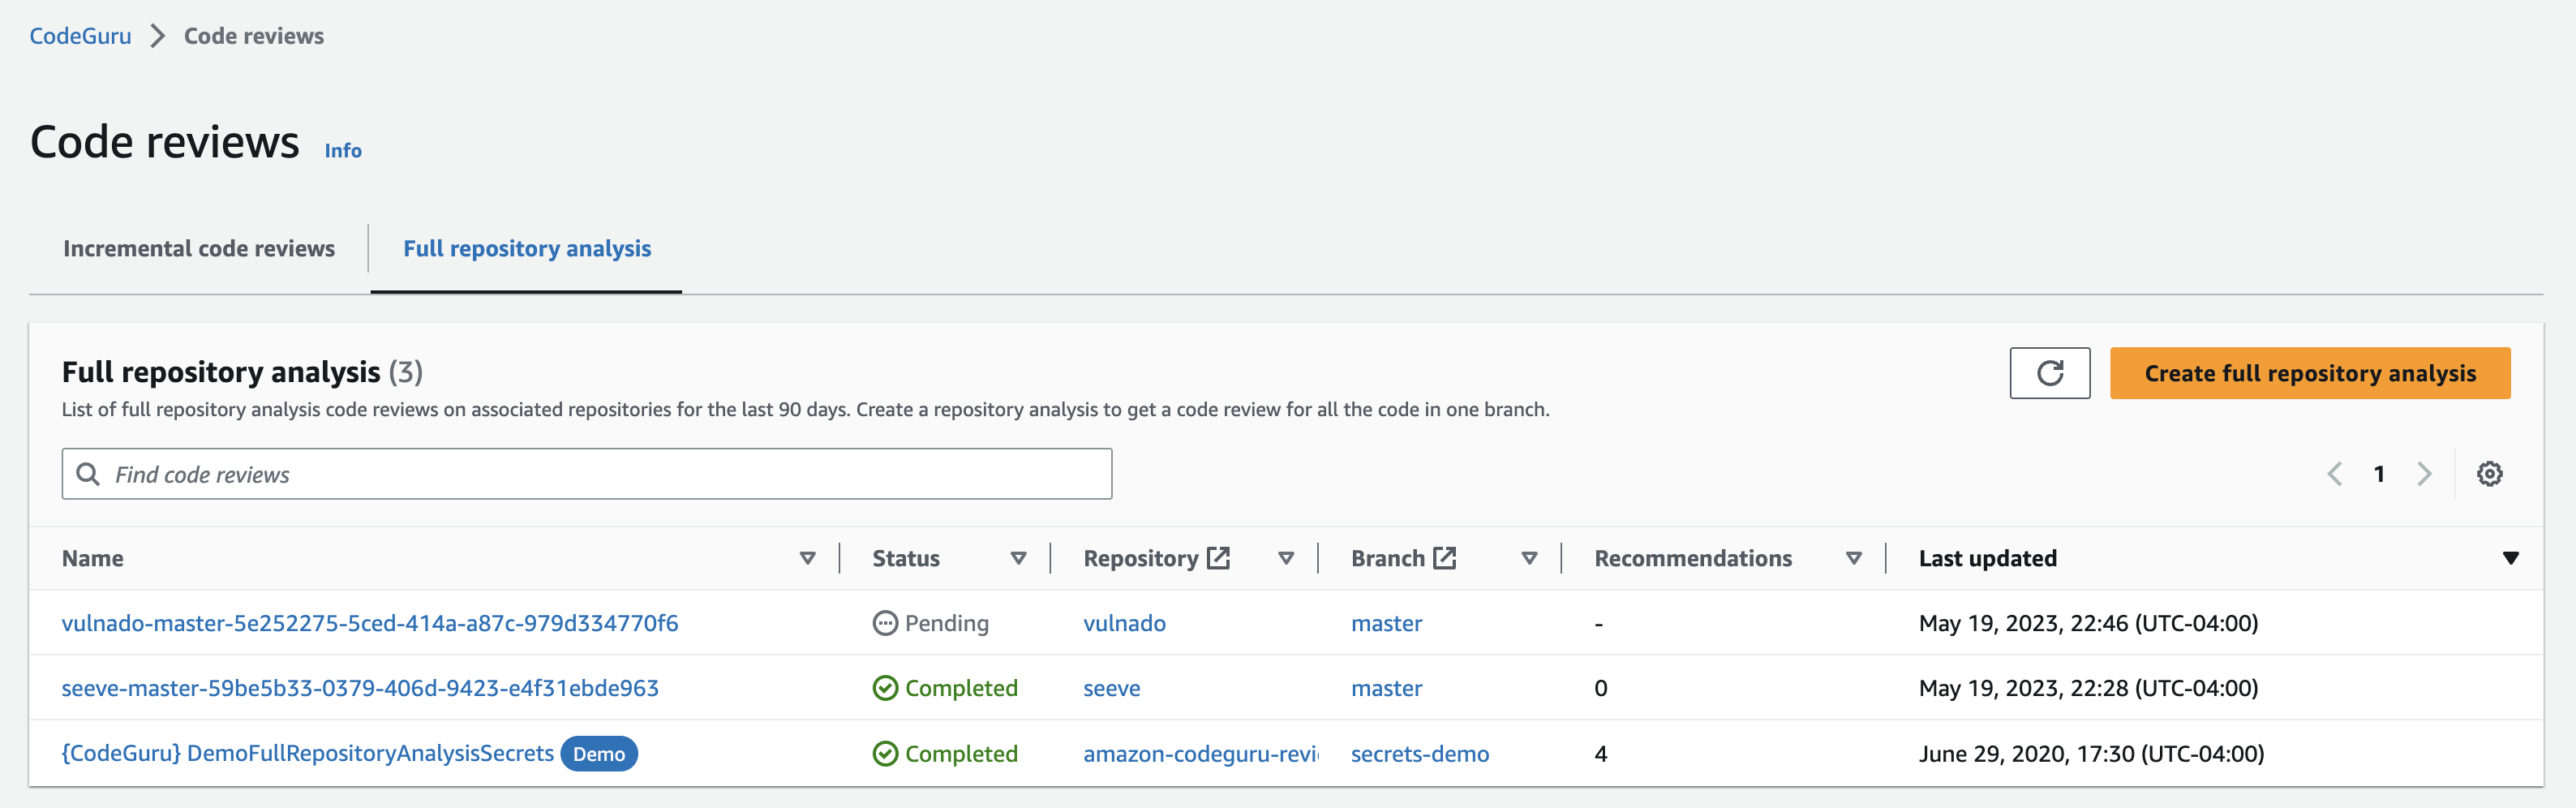 CodeGuru > Code reviews
Code reviews Info
Incremental code reviews Full repository analysis
Full repository analysis (3)
Create full repository analysis
List of full repository analysis code reviews on associated repositories for the last 90 days. Create a repository analysis to get a code review for all the code in one branch.
Find code reviews
1
Name Status Repository Branch Recommendations Last updated
vulnado-master-5e252275-5ced-414a-a87c-979d334770f6 Pending vulnado master - May 19, 2023, 22:46 (UTC-04:00)
seeve-master-59be5b33-0379-406d-9423-e4f31ebde963 Completed seeve master 0 May 19, 2023, 22:28 (UTC-04:00)
{CodeGuru} DemoFullRepositoryAnalysisSecrets Demo Completed amazon-codeguru-revi secrets-demo 4 June 29, 2020, 17:30 (UTC-04:00)